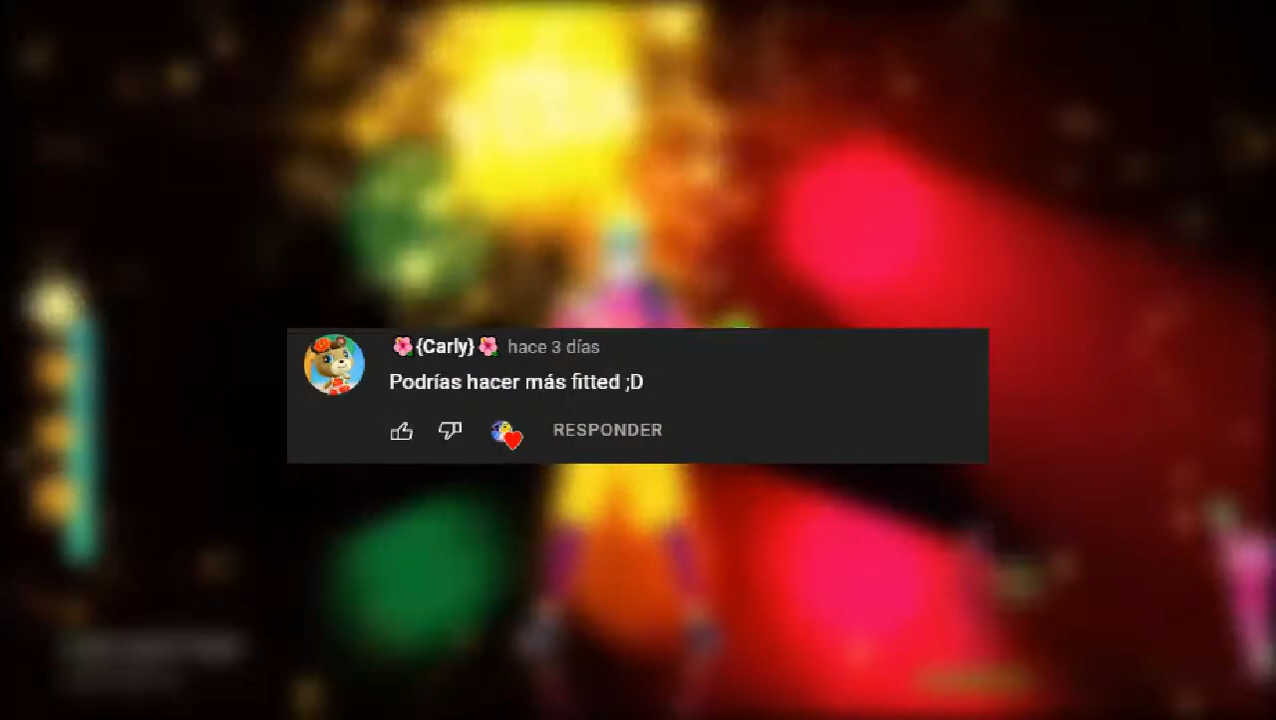 🌺{Carly}🌺 hace 3 días
Podrías hacer más fitted ;D
RESPONDER